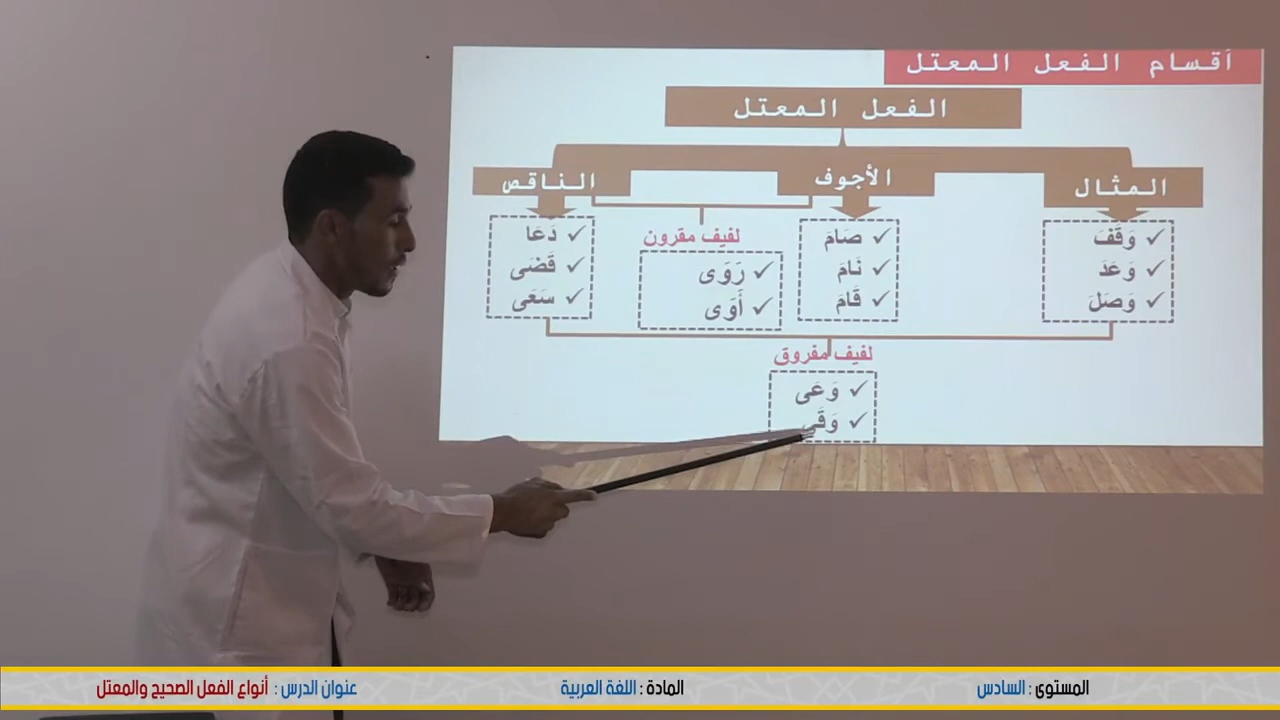 أقسام الفعل المعتل
الفعل المعتل
المثال
وَقَفَ
وَعَدَ
وَصَلَ
الأجوف
صَامَ
نَامَ
قَامَ
الناقص
دَعَا
قَضَى
سَعَى
لفيف مقرون
رَوَى
أَوَى
لفيف مفروق
وَعَى
وَقَى
المستوى : السادس
المادة : اللغة العربية
عنوان الدرس : أنواع الفعل الصحيح والمعتل